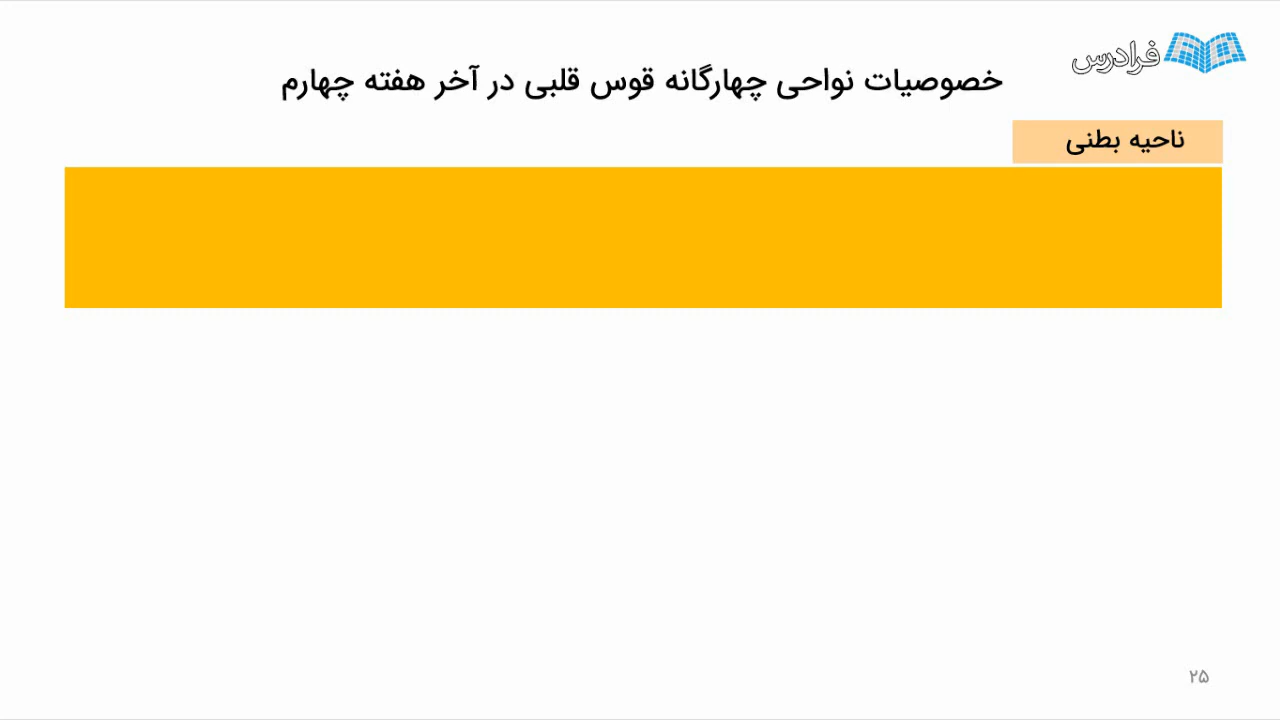 فرادرس
خصوصیات نواحی چهارگانه قوس قلبی در آخر هفته چهارم
ناحیه بطنی
۲۵